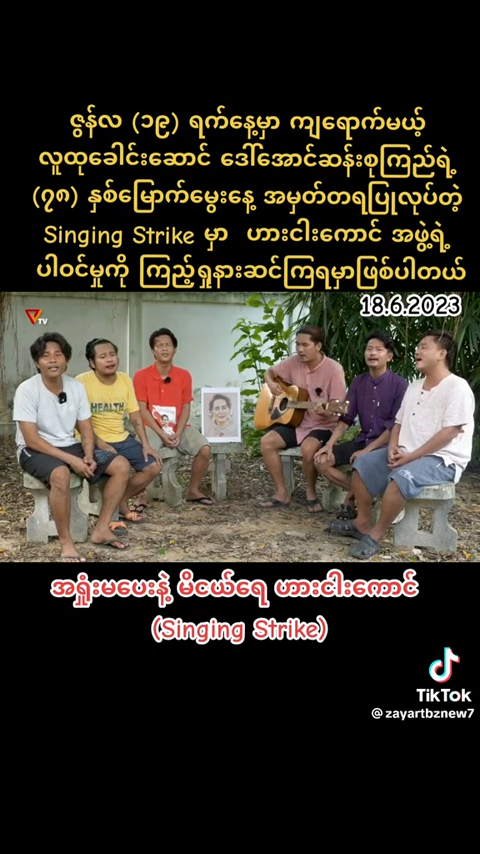 ဇွန်လ (၁၉) ရက်နေ့မှာ ကျရောက်မယ့်
လူထုခေါင်းဆောင် ဒေါ်အောင်ဆန်းစုကြည်ရဲ့
(၇၈) နှစ်မြောက်မွေးနေ့ အမှတ်တရပြုလုပ်တဲ့
Singing Strike မှာ ဟားငါးကောင် အဖွဲ့ရဲ့
ပါဝင်မှုကို ကြည့်ရှုနားဆင်ကြရမှာဖြစ်ပါတယ်
18.6.2023
TV
HEALTH
အရှုံးမပေးနဲ့ မိငယ်ရေ ဟားငါးကောင်
(Singing Strike)
TikTok
@zayartbznew7